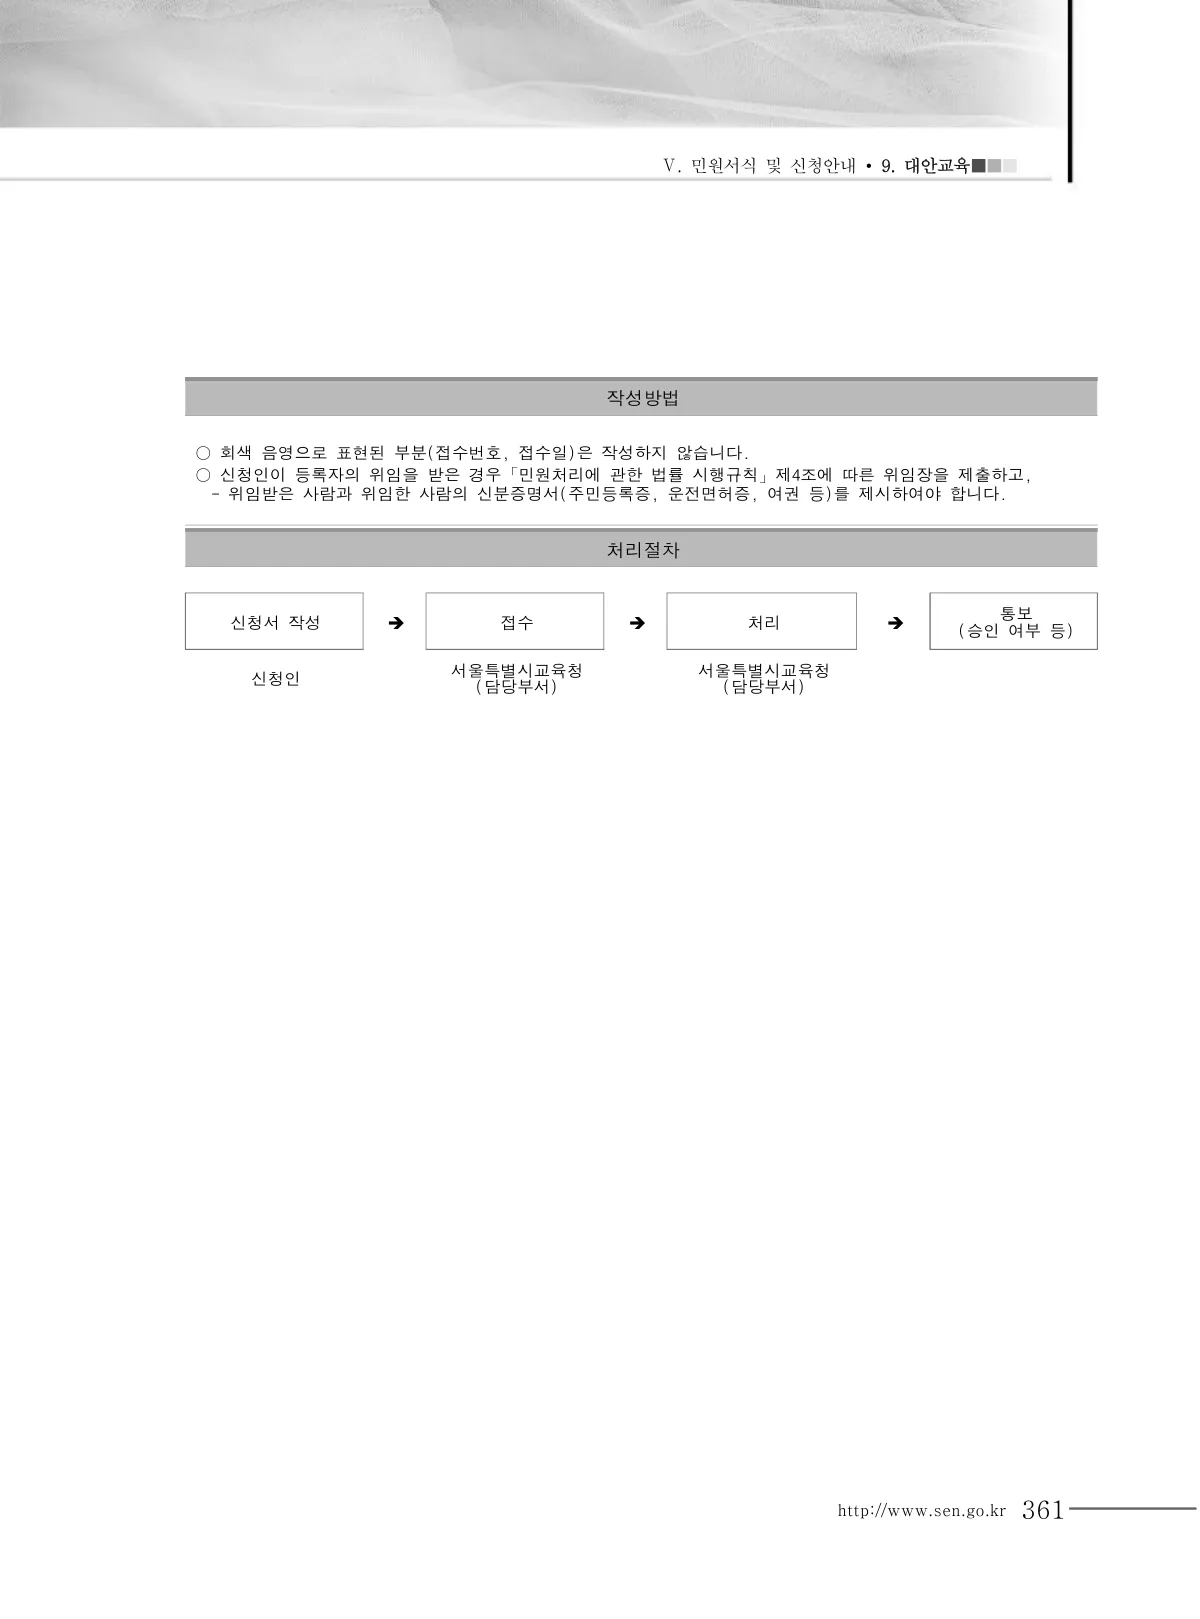 Ⅴ. 민원서식 및 신청안내 • 9. 대안교육
작성방법
○ 회색 음영으로 표현된 부분(접수번호, 접수일)은 작성하지 않습니다.
○ 신청인이 등록자의 위임을 받은 경우「민원처리에 관한 법률 시행규칙」제4조에 따른 위임장을 제출하고,
- 위임받은 사람과 위임한 사람의 신분증명서(주민등록증, 운전면허증, 여권 등)를 제시하여야 합니다.
처리절차
신청서 작성 ➔ 접수 ➔ 처리 ➔ 통보
(승인 여부 등)
신청인 서울특별시교육청 서울특별시교육청
(담당부서) (담당부서)
http://www.sen.go.kr 361